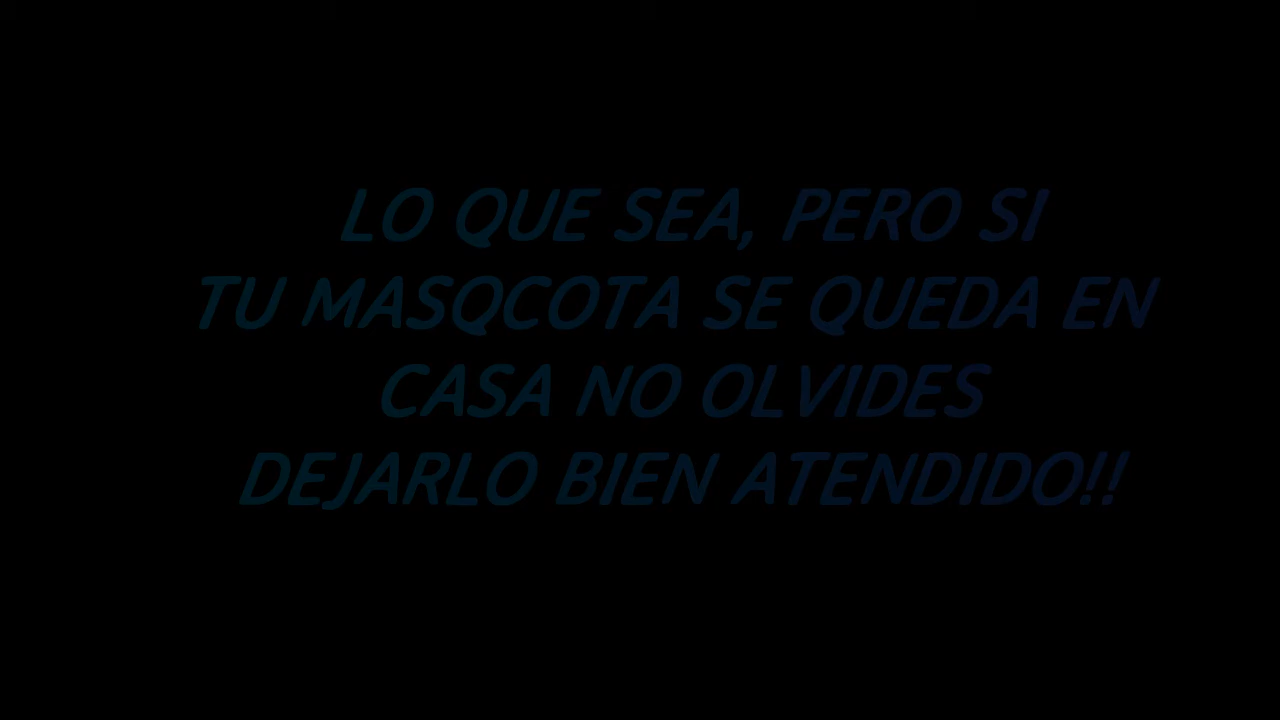 LO QUE SEA, PERO SI
TU MASQCOTA SE QUEDA EN
CASA NO OLVIDES
DEJARLO BIEN ATENDIDO!!